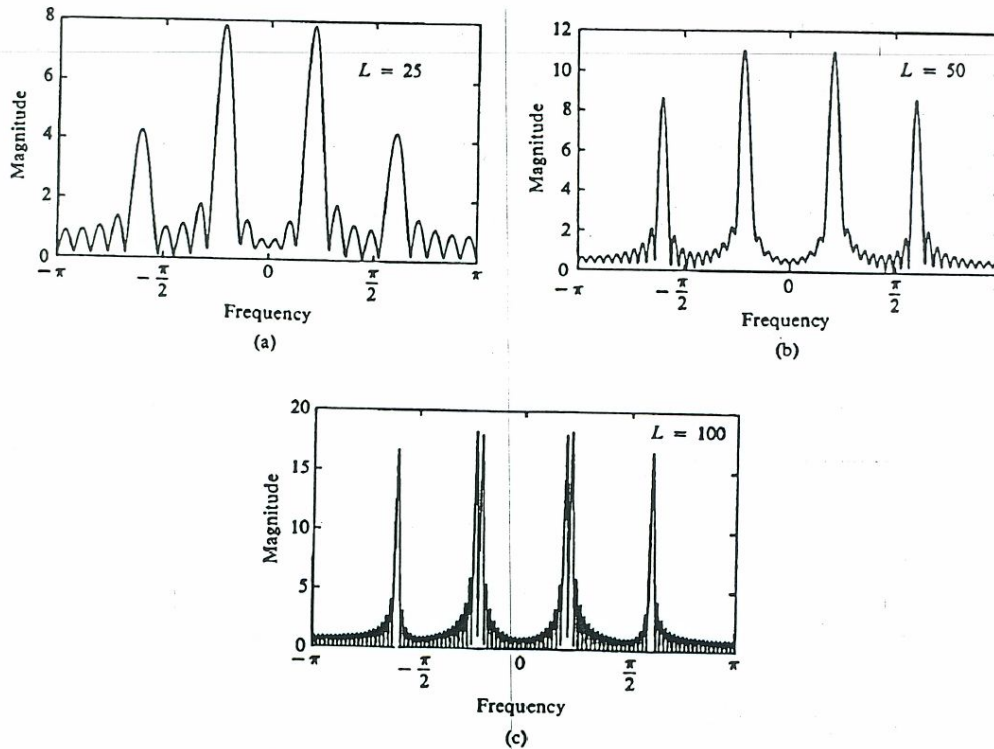 8
6
4
2
0
Magnitude
L = 25
−π
−π/2
0
π/2
π
Frequency
(a)
12
10
8
6
4
2
0
Magnitude
L = 50
−π
−π/2
0
π/2
Frequency
(b)
20
15
10
5
0
Magnitude
L = 100
−π
−π/2
0
π/2
π
Frequency
(c)